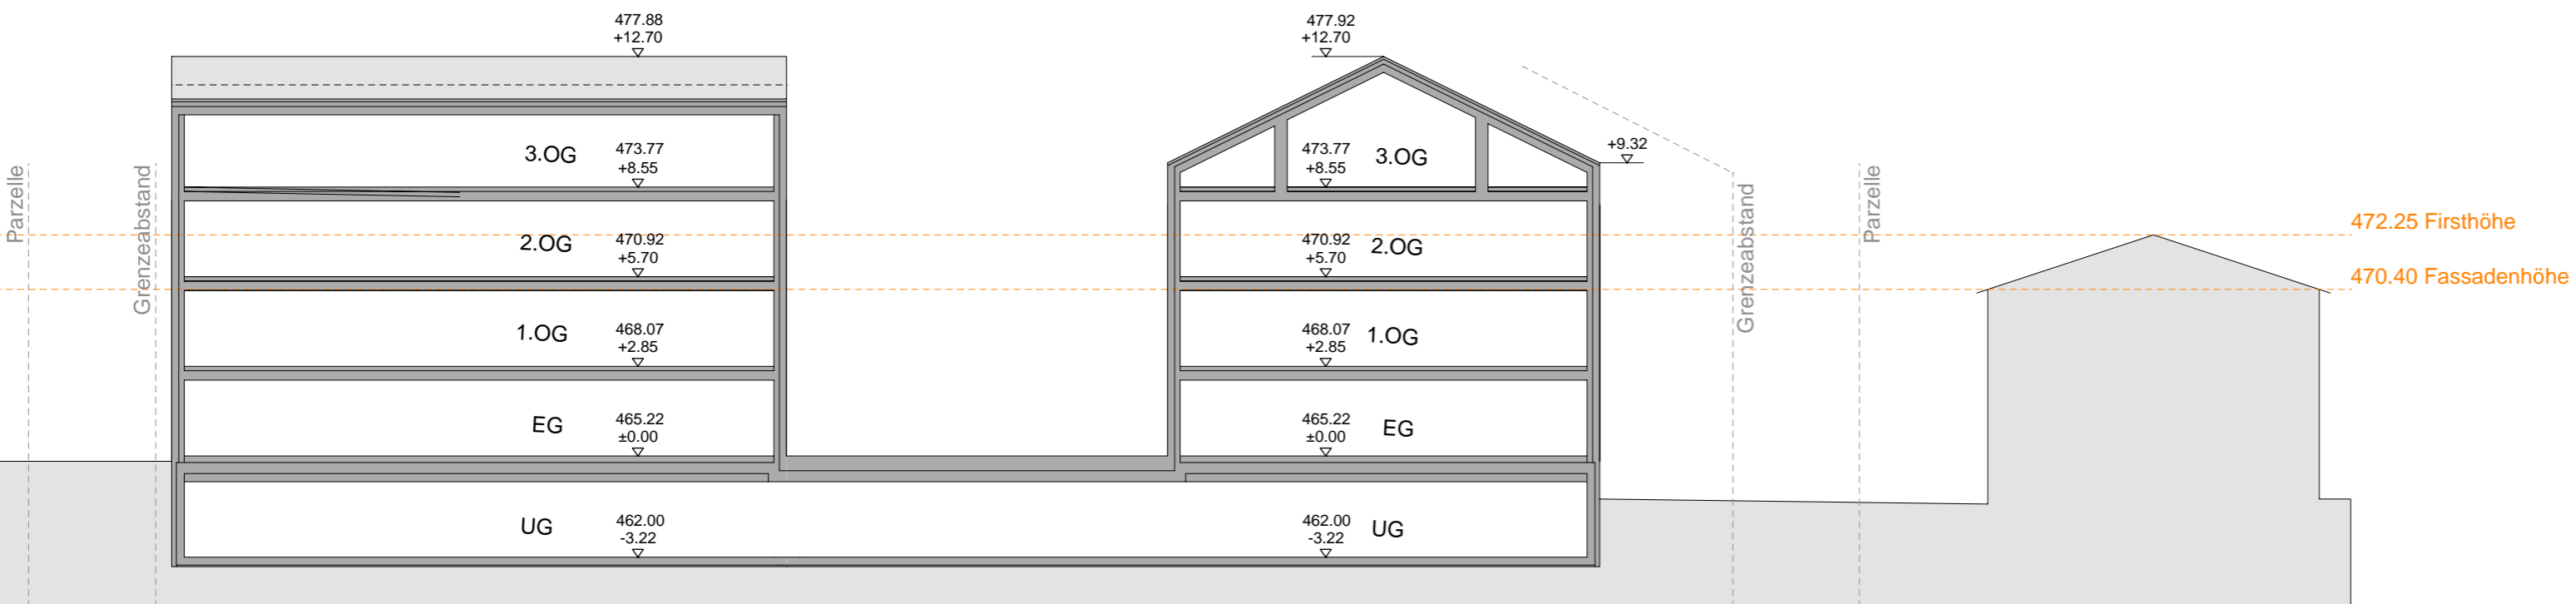 477.88
+12.70
477.92
+12.70
3.OG
473.77
+8.55
473.77
+8.55
3.OG
+9.32
Parzelle
Grenzeabstand
Grenzeabstand
Parzelle
2.OG
470.92
+5.70
470.92
+5.70
2.OG
472.25 Firsthöhe
470.40 Fassadenhöhe
1.OG
468.07
+2.85
468.07
+2.85
1.OG
EG
465.22
±0.00
465.22
±0.00
EG
UG
462.00
-3.22
462.00
-3.22
UG